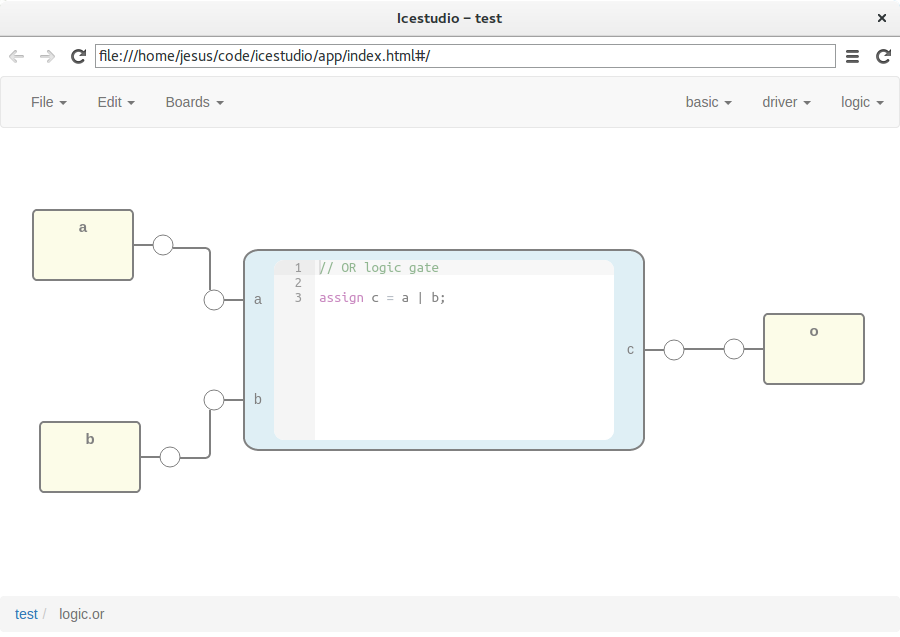 Icestudio – test
file:///home/jesus/code/icestudio/app/index.html#/
File Edit Boards basic driver logic
a
b
a
b
1 // OR logic gate
2
3 assign c = a | b;
c
o
test / logic.or